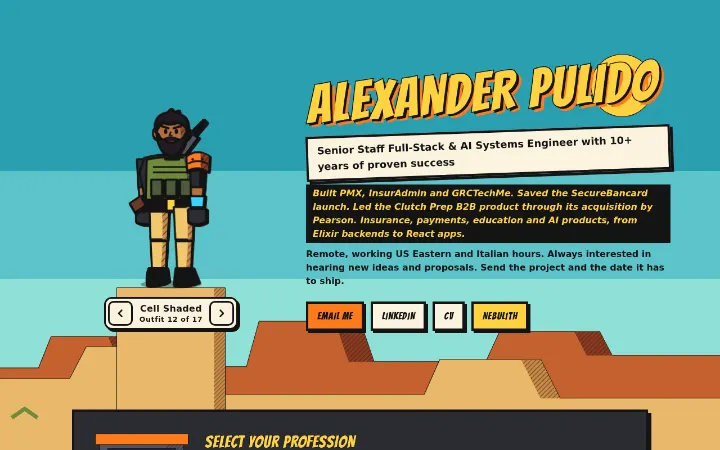 ALEXANDER PULIDO
Senior Staff Full-Stack & AI Systems Engineer with 10+
years of proven success
Built PMX, InsurAdmin and GRCTechMe. Saved the SecureBancard
launch. Led the Clutch Prep B2B product through its acquisition by
Pearson. Insurance, payments, education and AI products, from
Elixir backends to React apps.
Remote, working US Eastern and Italian hours. Always interested in
hearing new ideas and proposals. Send the project and the date it has
to ship.
EMAIL ME
LINKEDIN
CV
NEBULITH
Cell Shaded
Outfit 12 of 17
SELECT YOUR PROFESSION